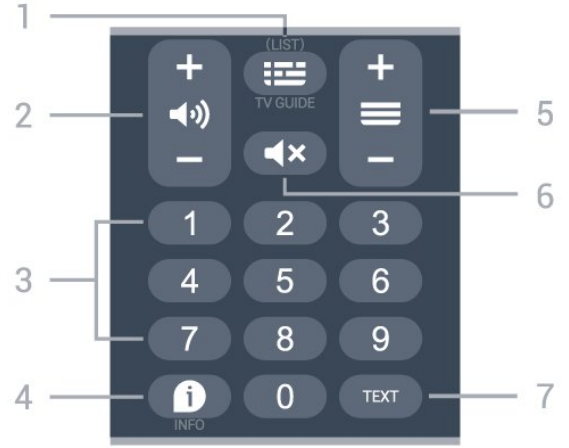 1
(LIST)
+ +
TV GUIDE
2
5
- -
6
1 2 3
3
4 5 6
7 8 9
4
i 0 TEXT
7
INFO